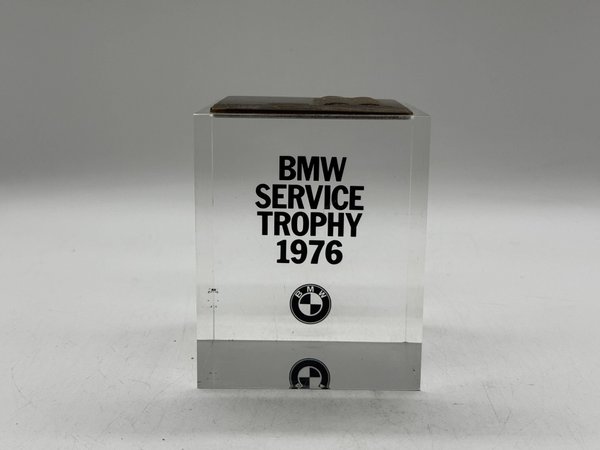 BMW
SERVICE
TROPHY
1976
BMW